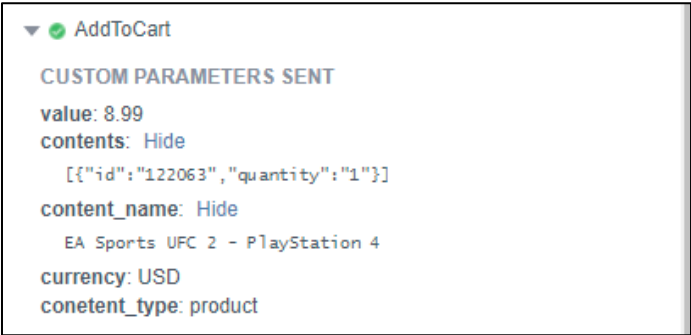 AddToCart
CUSTOM PARAMETERS SENT
value: 8.99
contents: Hide
[{"id":"122063","quantity":"1"}]
content_name: Hide
EA Sports UFC 2 - PlayStation 4
currency: USD
conetent_type: product